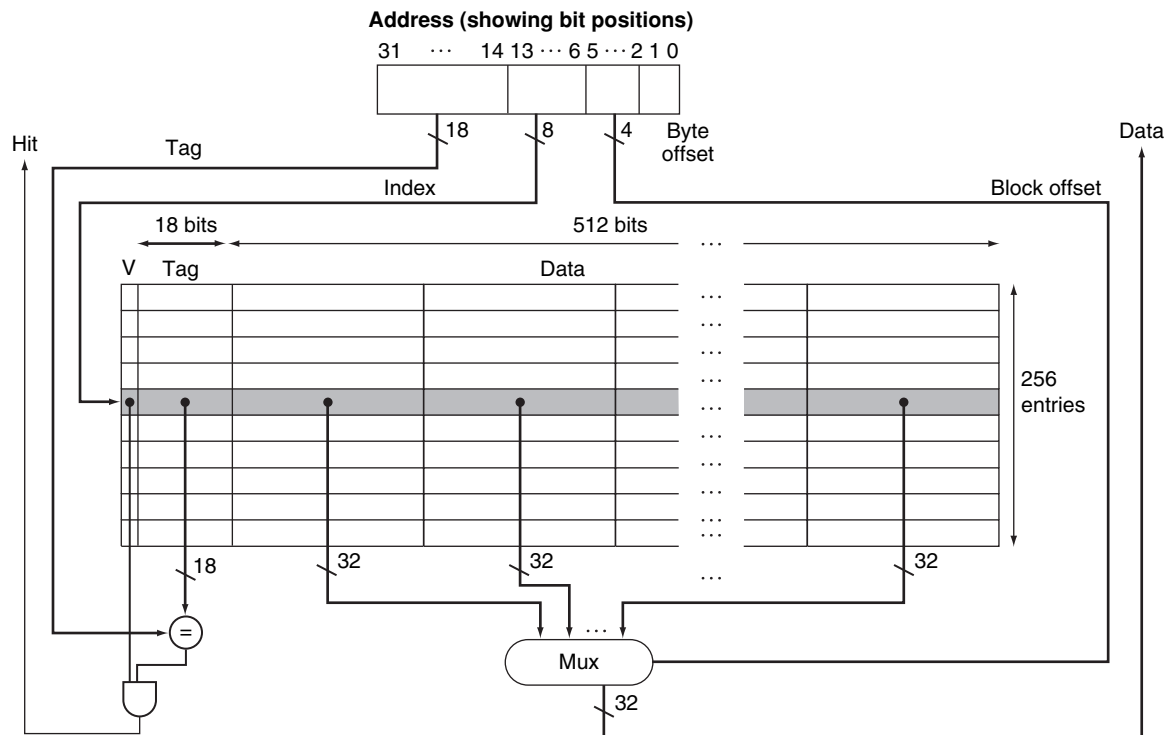 Address (showing bit positions)
31 ... 14 13 ... 6 5 ... 2 1 0
18
8
4
Byte
offset
Hit
Data
Tag
Index
Block offset
18 bits
512 bits
...
V
Tag
Data
...
...
...
...
...
...
...
...
...
...
...
256
entries
18
32
32
...
32
=
...
Mux
32